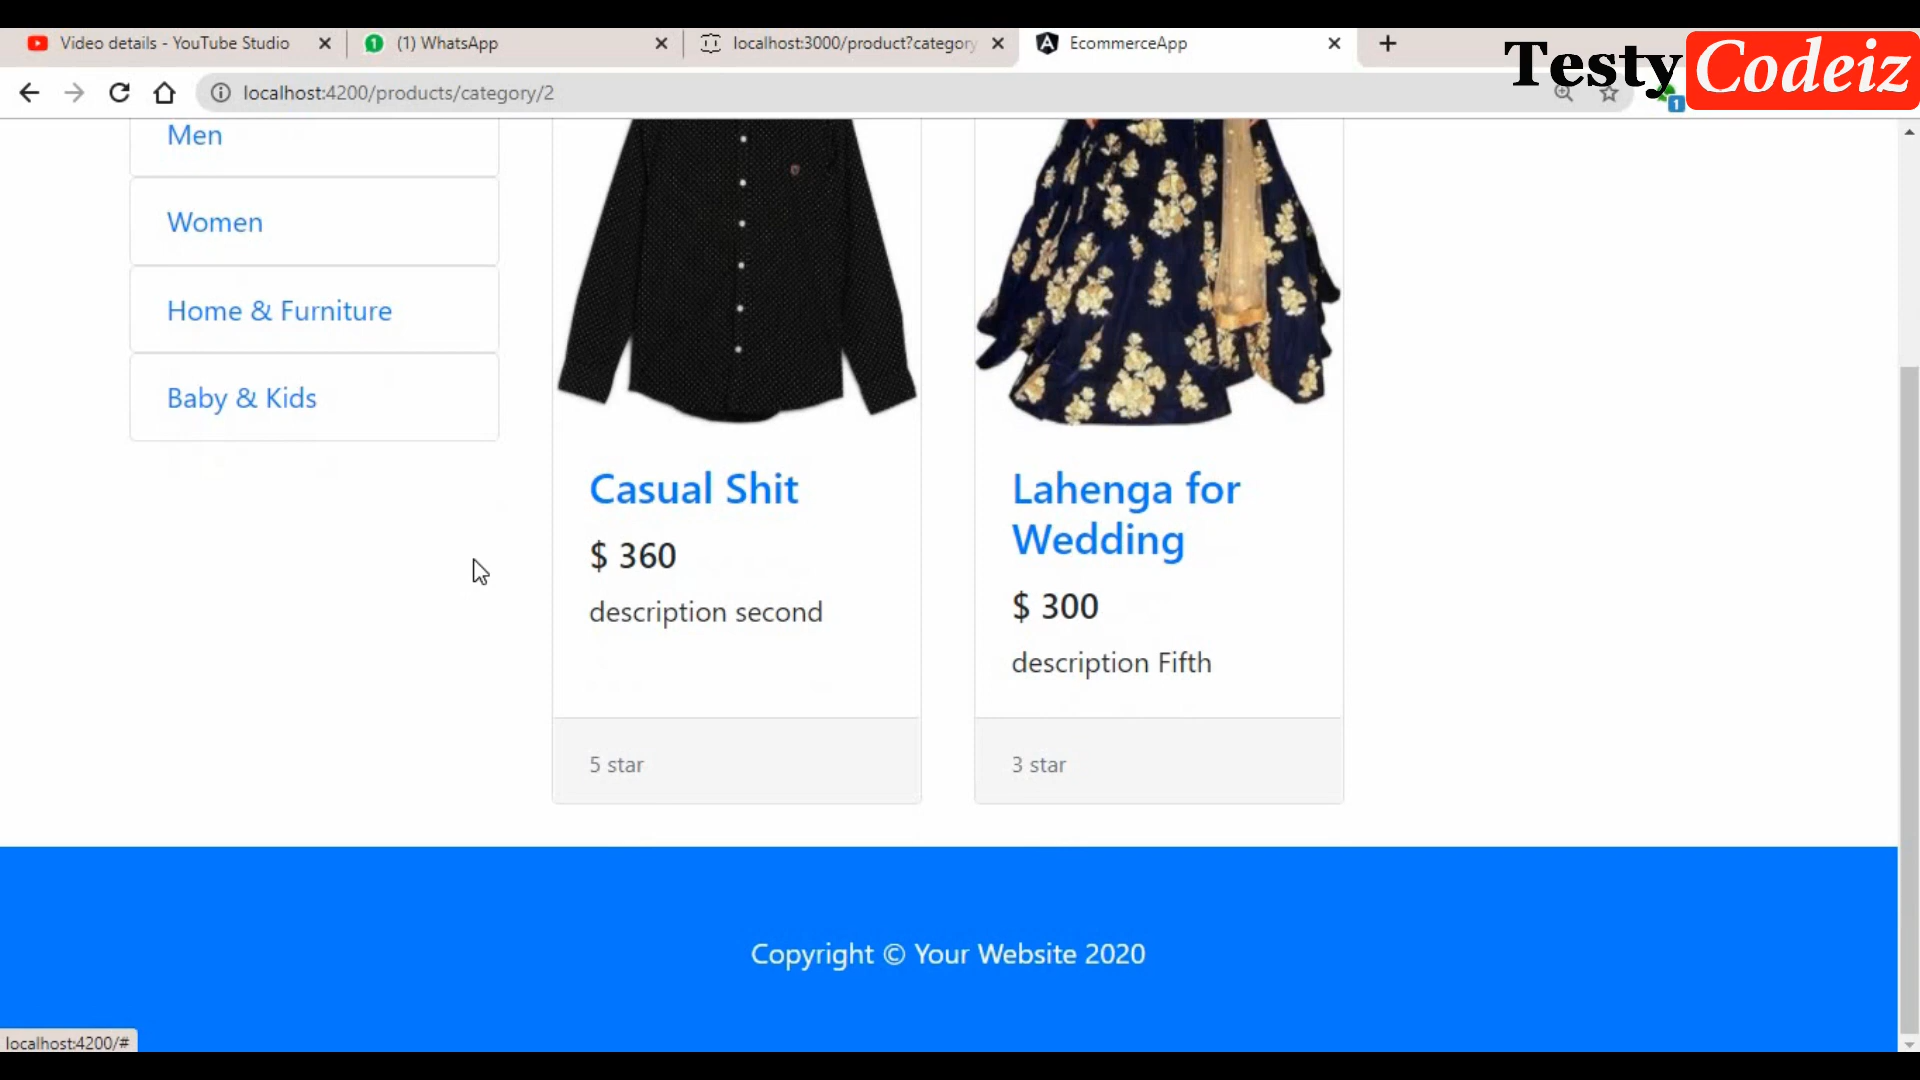 Video details - YouTube Studio
1
(1) WhatsApp
localhost:3000/product?category
EcommerceApp
Testy Codeiz
localhost:4200/products/category/2
1
Men
Women
Home & Furniture
Baby & Kids
Casual Shit
$ 360
description second
5 star
Lahenga for
Wedding
$ 300
description Fifth
3 star
Copyright © Your Website 2020
localhost:4200/#